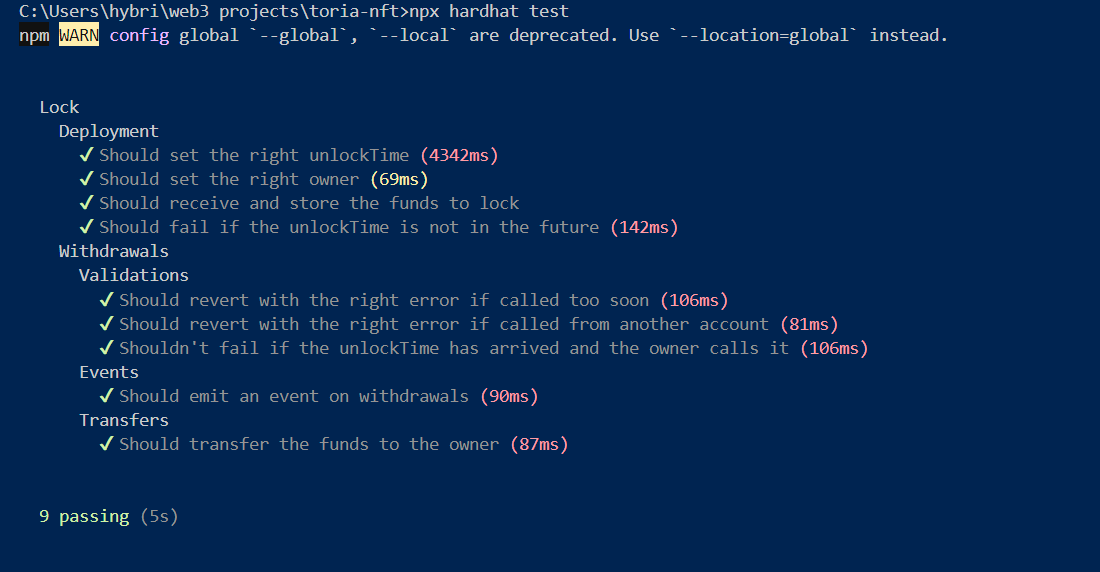 C:\Users\hybri\web3 projects\toria-nft>npx hardhat test
npm WARN config global `--global`, `--local` are deprecated. Use `--location=global` instead.
Lock
Deployment
✓ Should set the right unlockTime (4342ms)
✓ Should set the right owner (69ms)
✓ Should receive and store the funds to lock
✓ Should fail if the unlockTime is not in the future (142ms)
Withdrawals
Validations
✓ Should revert with the right error if called too soon (106ms)
✓ Should revert with the right error if called from another account (81ms)
✓ Shouldn't fail if the unlockTime has arrived and the owner calls it (106ms)
Events
✓ Should emit an event on withdrawals (90ms)
Transfers
✓ Should transfer the funds to the owner (87ms)
9 passing (5s)